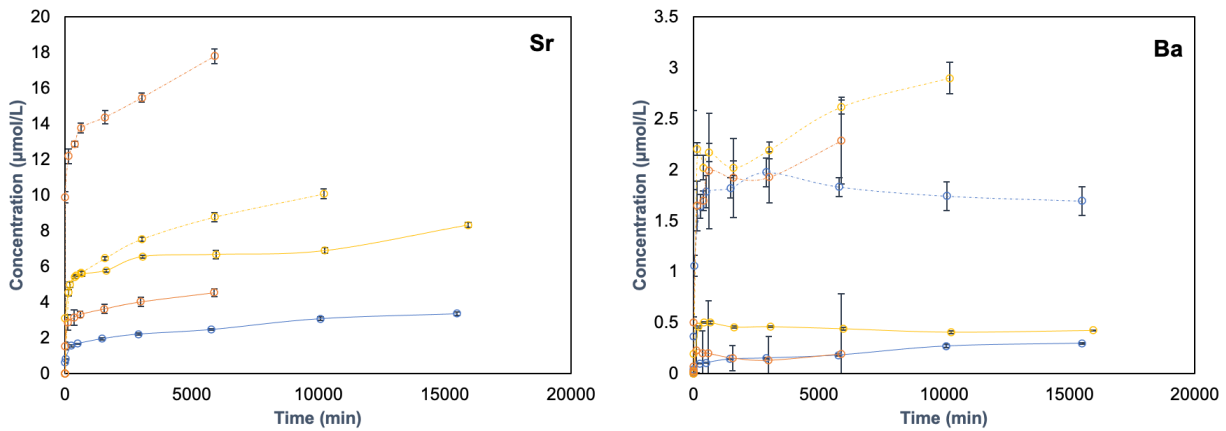 20
18
16
14
12
10
8
6
4
2
0
Concentration (µmol/L)
Sr
0 5000 10000 15000 20000
Time (min)
3.5
3
2.5
2
1.5
1
0.5
0
Concentration (µmol/L)
Ba
0 5000 10000 15000 20000
Time (min)